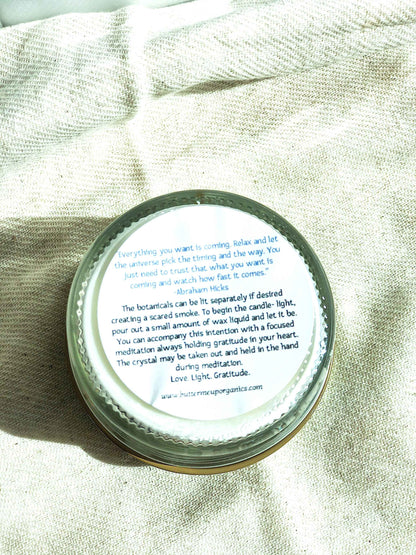 "Everything you want is coming. Relax and let
the universe pick the timing and the way. You
just need to trust that what you want is
coming and watch how fast it comes."
-Abraham Hicks
The botanicals can be lit separately if desired
creating a scared smoke. To begin the candle- light,
pour out a small amount of wax liquid and let it be.
You can accompany this intention with a focused
meditation always holding gratitude in your heart.
The crystal may be taken out and held in the hand
during meditation.
Love. Light. Gratitude.
www.buttermeuporganics.com